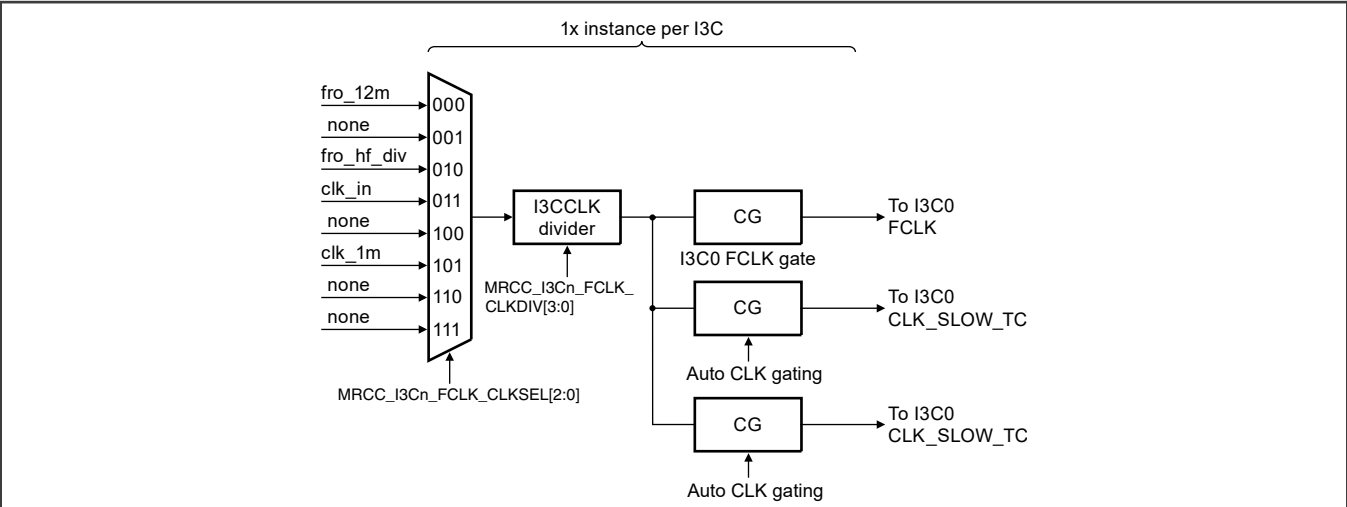 1x instance per I3C
fro_12m
000
none
001
fro_hf_div
010
clk_in
011
none
100
clk_1m
101
none
110
none
111
MRCC_I3Cn_FCLK_CLKSEL[2:0]
I3CCLK
divider
MRCC_I3Cn_FCLK_
CLKDIV[3:0]
CG
I3C0 FCLK gate
To I3C0
FCLK
CG
Auto CLK gating
To I3C0
CLK_SLOW_TC
CG
Auto CLK gating
To I3C0
CLK_SLOW_TC